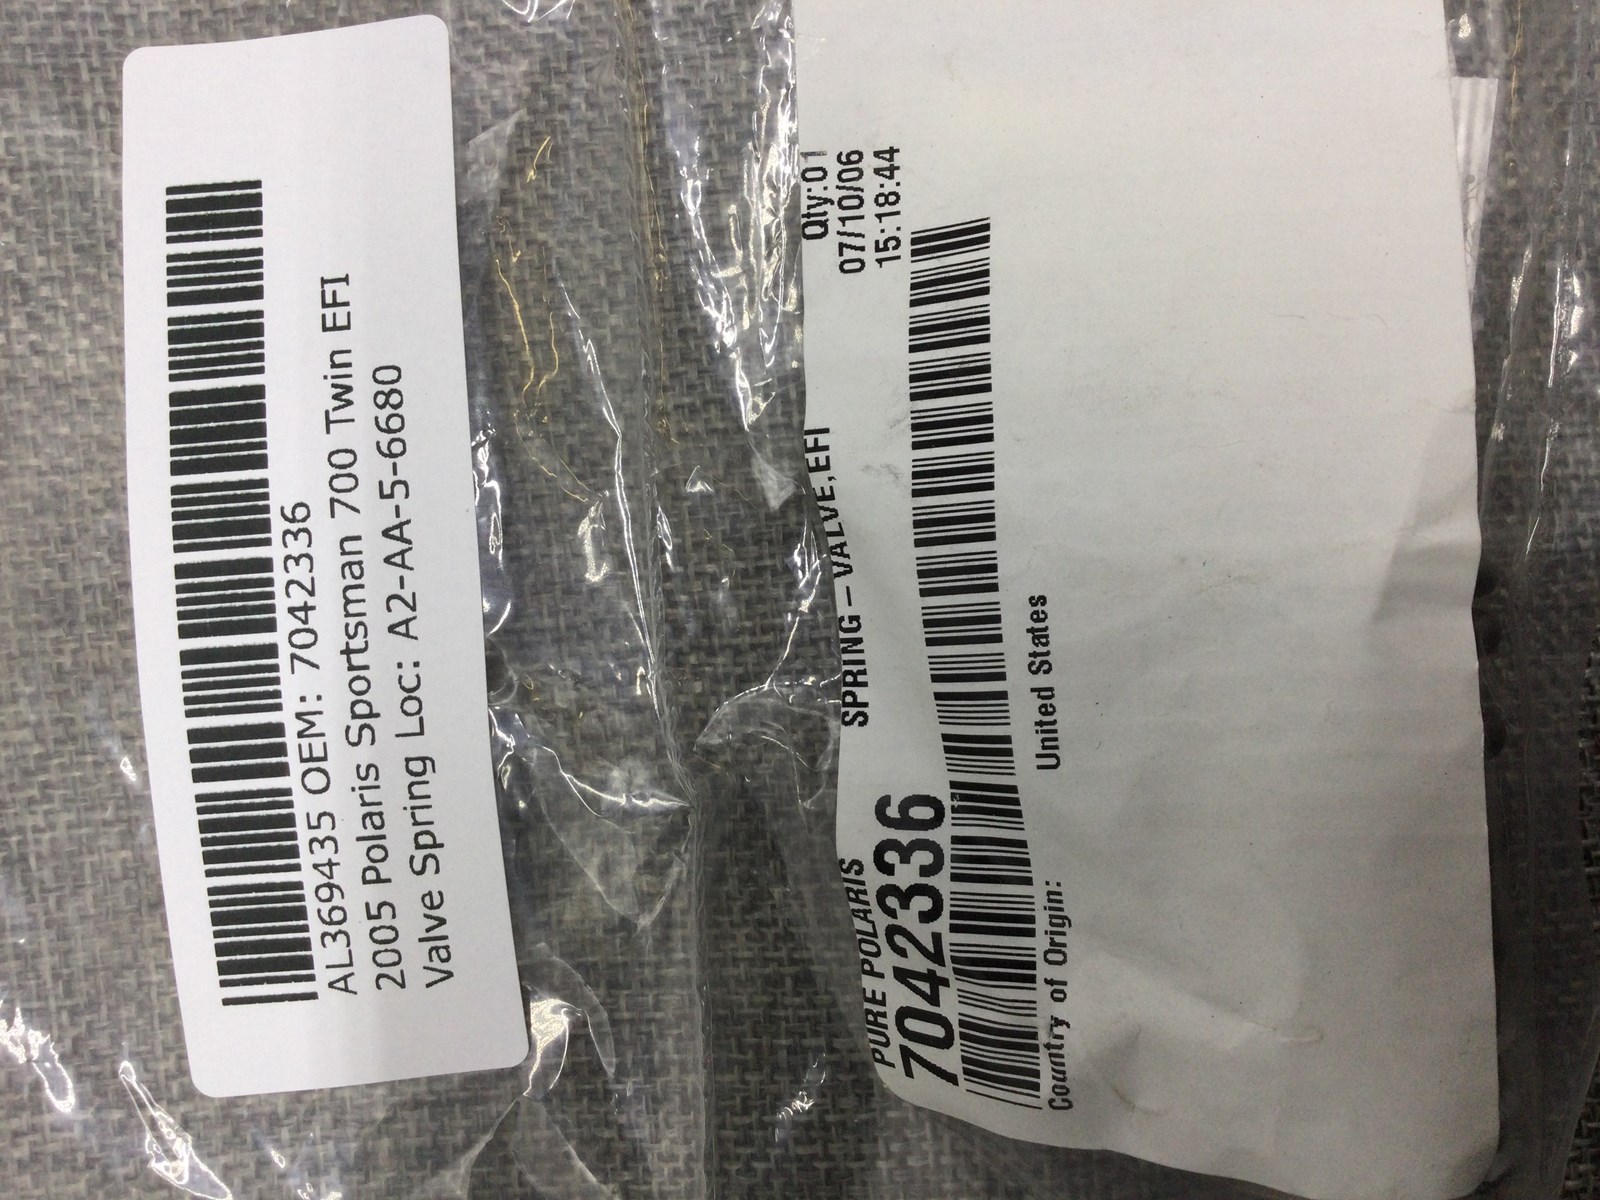 AL369435 OEM: 7042336
2005 Polaris Sportsman 700 Twin EFI
Valve Spring Loc: A2-AA-5-6680
PURE POLARIS
SPRING – VALVE,EFI
Qty:01
7042336
07/10/06
15:18:44
Country of Origin: United States